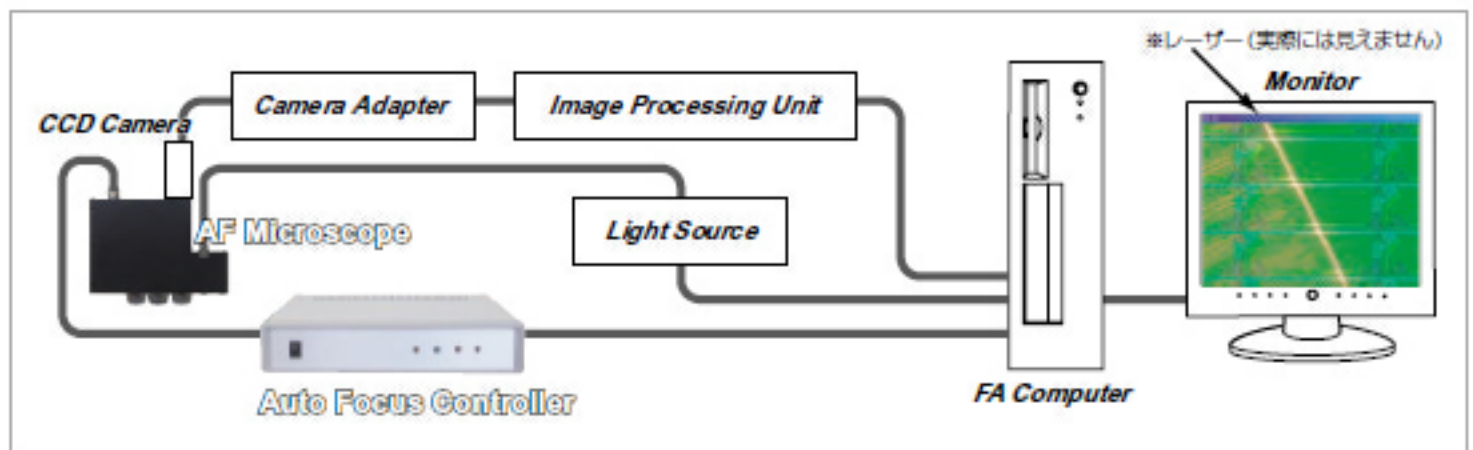 ※レーザー(実際には見えません)
Monitor
Camera Adapter
Image Processing Unit
CCD Camera
AF Microscope
Light Source
Auto Focus Controller
FA Computer